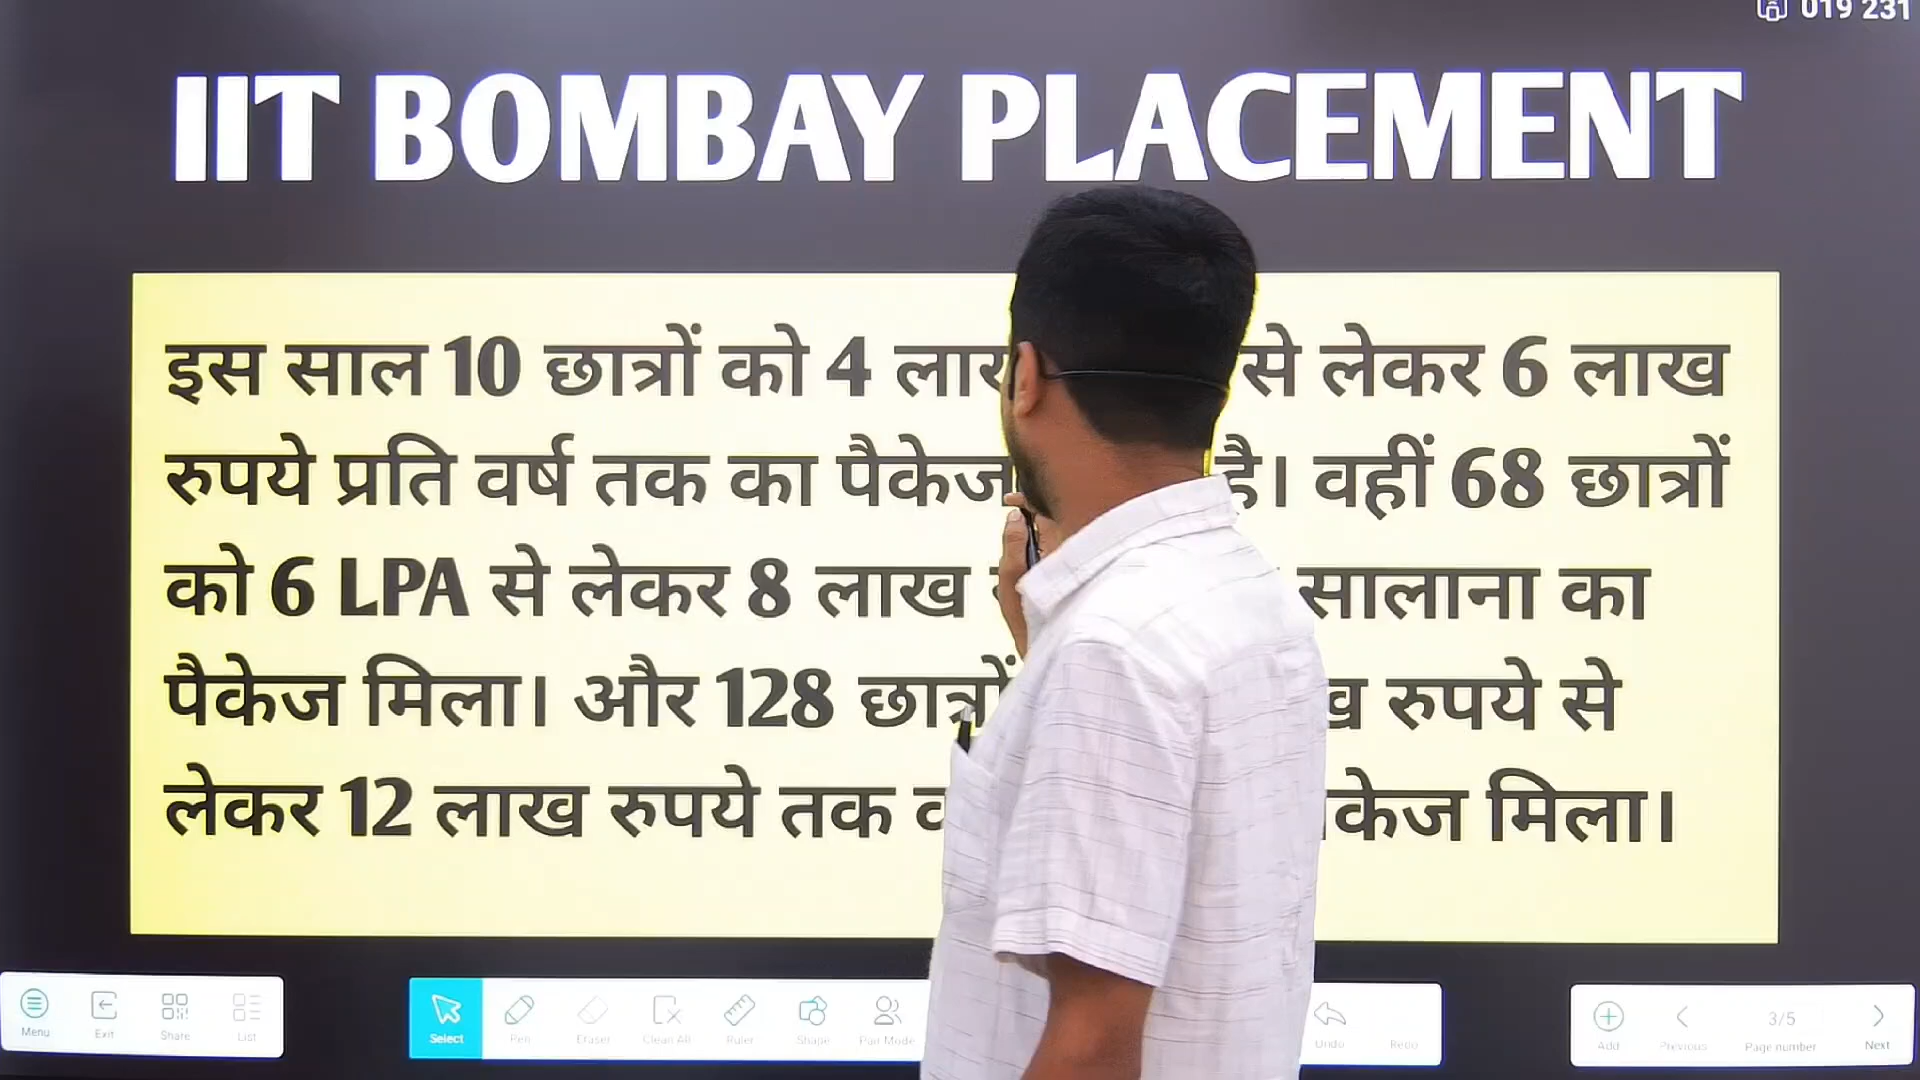 019 231
IIT BOMBAY PLACEMENT
इस साल 10 छात्रों को 4 से लेकर 6 लाख
रुपये प्रति वर्ष तक का पैकेज है। वहीं 68 छात्रों
को 6 LPA से लेकर 8 लाख सालाना का
पैकेज मिला। और 128 छात्रों रुपये से
लेकर 12 लाख रुपये तक मिला।
Menu Exit Share List Select Pen Eraser Clean All Ruler Shape Pair Mode Undo Redo Add Previous 3/5 Page number Next